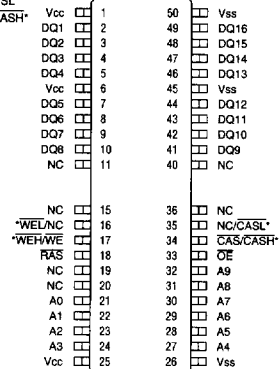 SL
ASH*
Vcc 1 50 Vss
DQ1 2 49 DQ16
DQ2 3 48 DQ15
DQ3 4 47 DQ14
DQ4 5 46 DQ13
Vcc 6 45 Vss
DQ5 7 44 DQ12
DQ6 8 43 DQ11
DQ7 9 42 DQ10
DQ8 10 41 DQ9
NC 11 40 NC
NC 15 36 NC
*WEL/NC 16 35 NC/CASL*
*WEH/WE 17 34 CAS/CASH*
RAS 18 33 OE
NC 19 32 A9
NC 20 31 A8
A0 21 30 A7
A1 22 29 A6
A2 23 28 A5
A3 24 27 A4
Vcc 25 26 Vss